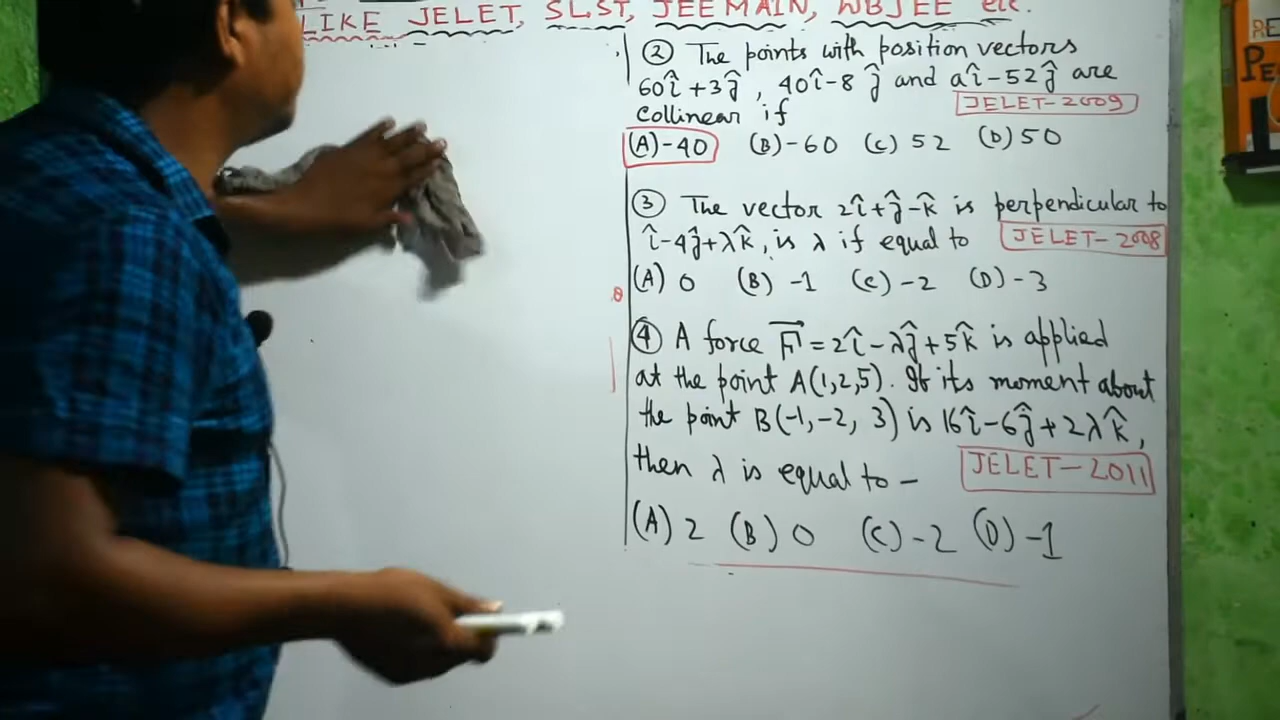 LIKE JELET, SLST, JEE MAIN, WBJEE etc.
② The points with position vectors
60î + 3ĵ, 40î - 8ĵ and aî - 52ĵ are
collinear if
JELET-2009
(A) -40 (B) -60 (C) 52 (D) 50
③ The vector 2î + ĵ - k̂ is perpendicular to
î - 4ĵ + λk̂, is λ if equal to
JELET-2008
(A) 0 (B) -1 (C) -2 (D) -3
④ A force F⃗ = 2î - λĵ + 5k̂ is applied
at the point A(1,2,5). If its moment about
the point B(-1,-2, 3) is 16î - 6ĵ + 2λk̂,
then λ is equal to -
JELET-2011
(A) 2 (B) 0 (C) -2 (D) -1